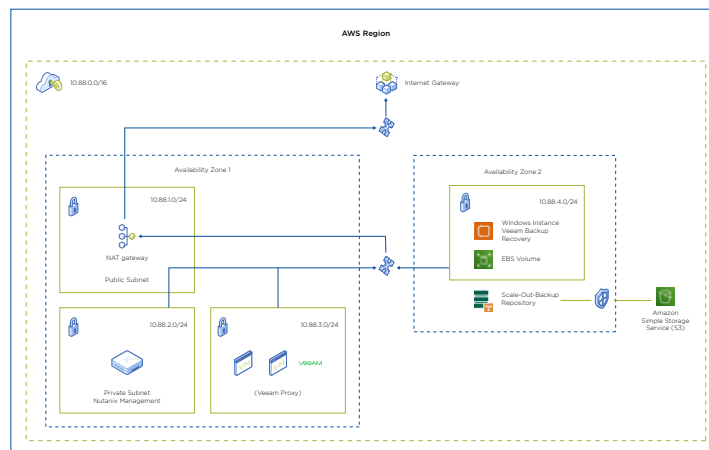 AWS Region
10.88.0.0/16
Internet Gateway
Availability Zone 1
10.88.1.0/24
NAT gateway
Public Subnet
10.88.2.0/24
Private Subnet
Nutanix Management
10.88.3.0/24
VM
VM
veeam
(Veeam Proxy)
Availability Zone 2
10.88.4.0/24
Windows Instance
Veeam Backup
Recovery
EBS Volume
Scale-Out-Backup
Repository
Amazon
Simple Storage
Service (S3)